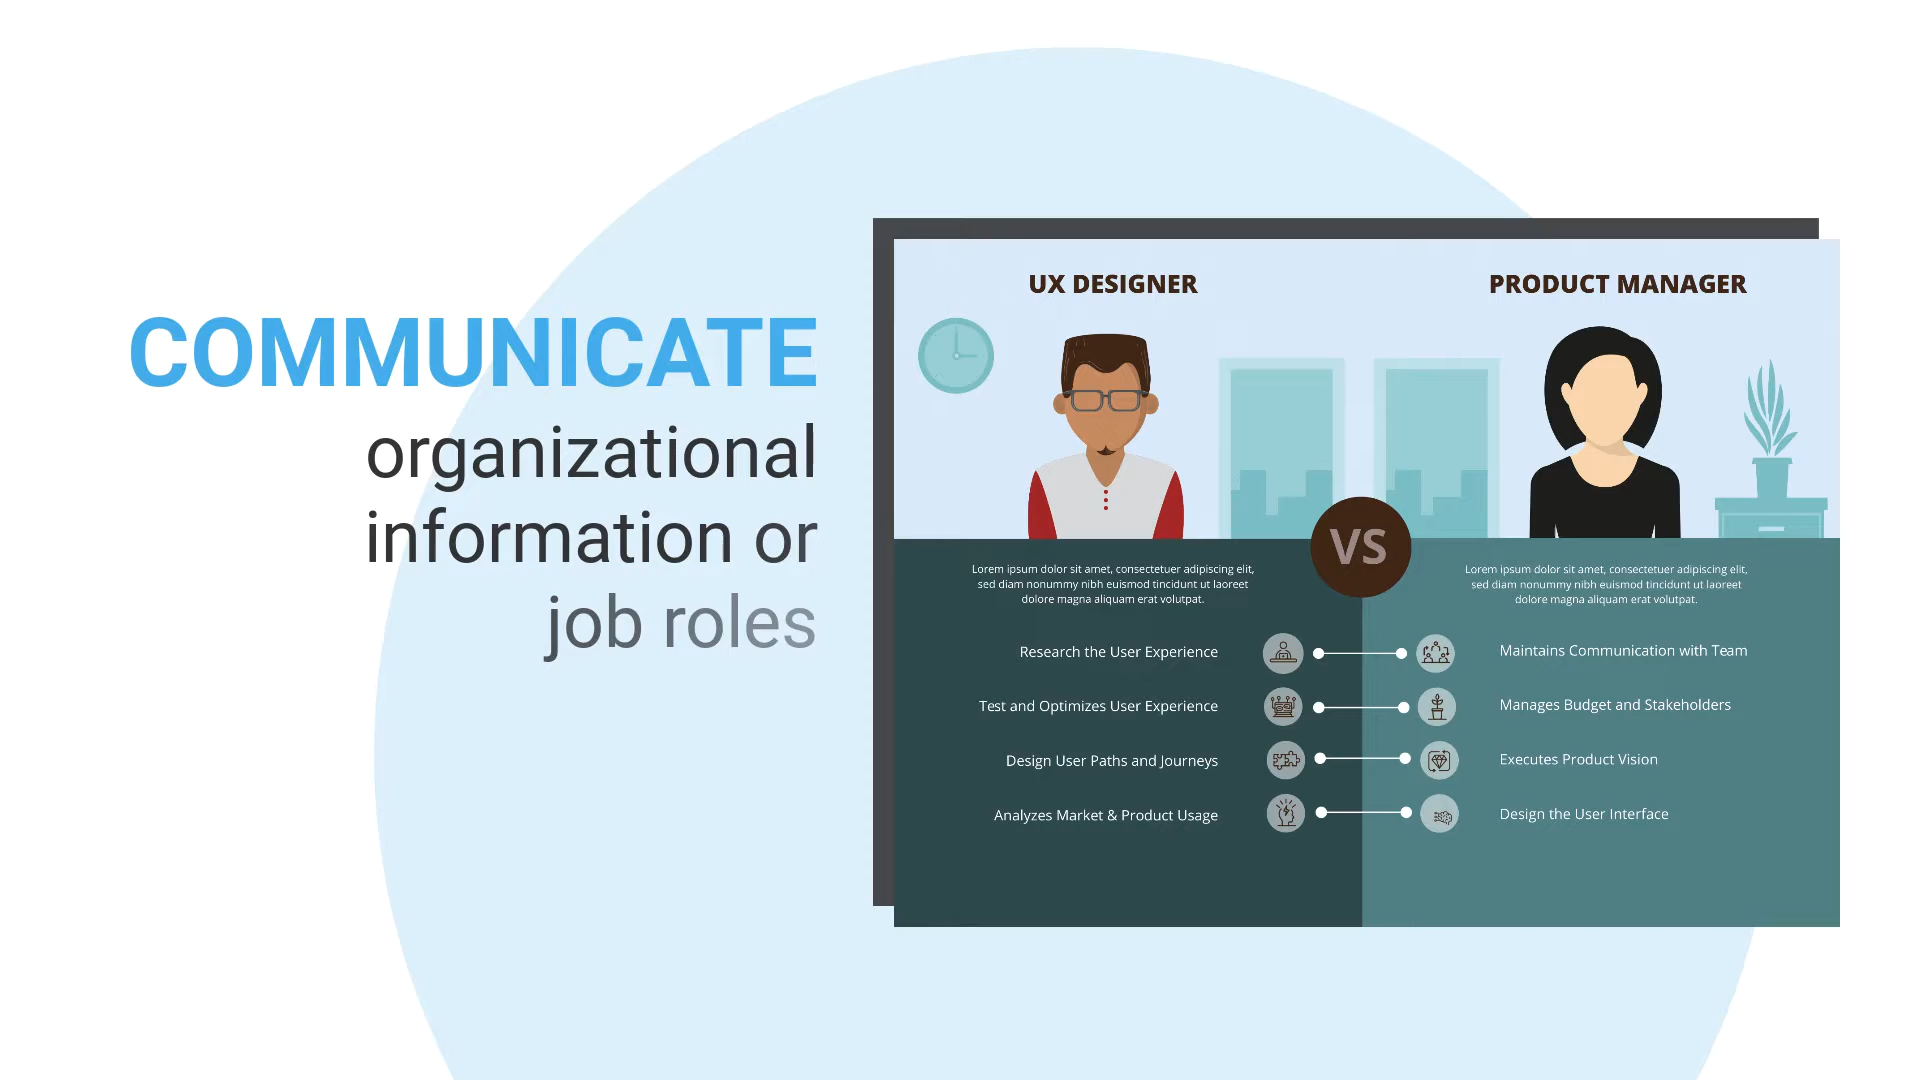 COMMUNICATE
organizational
information or
job roles
UX DESIGNER
PRODUCT MANAGER
VS
Lorem ipsum dolor sit amet, consectetuer adipiscing elit,
sed diam nonummy nibh euismod tincidunt ut laoreet
dolore magna aliquam erat volutpat.
Research the User Experience
Test and Optimizes User Experience
Design User Paths and Journeys
Analyzes Market & Product Usage
Lorem ipsum dolor sit amet, consectetuer adipiscing elit,
sed diam nonummy nibh euismod tincidunt ut laoreet
dolore magna aliquam erat volutpat.
Maintains Communication with Team
Manages Budget and Stakeholders
Executes Product Vision
Design the User Interface